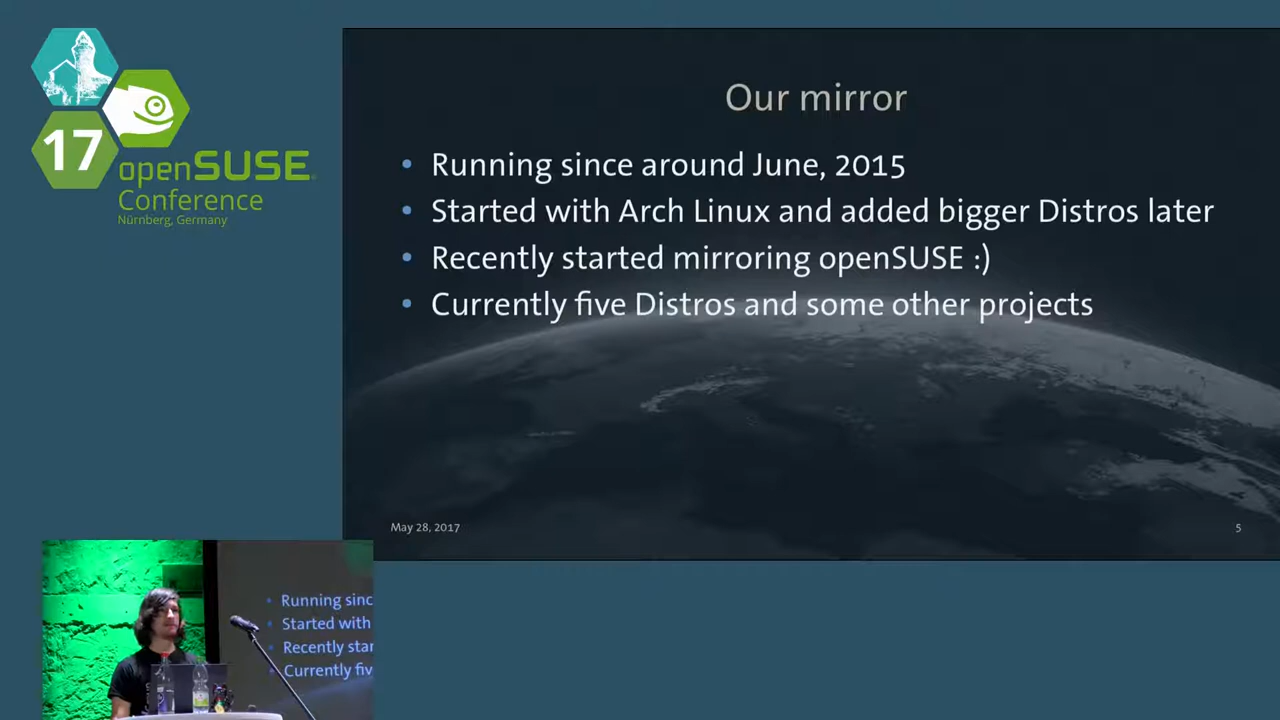 17
openSUSE
Conference
Nürnberg, Germany
Our mirror
• Running since around June, 2015
• Started with Arch Linux and added bigger Distros later
• Recently started mirroring openSUSE :)
• Currently five Distros and some other projects
May 28, 2017
5
• Running sinc
• Started with
• Recently star
• Currently fiv